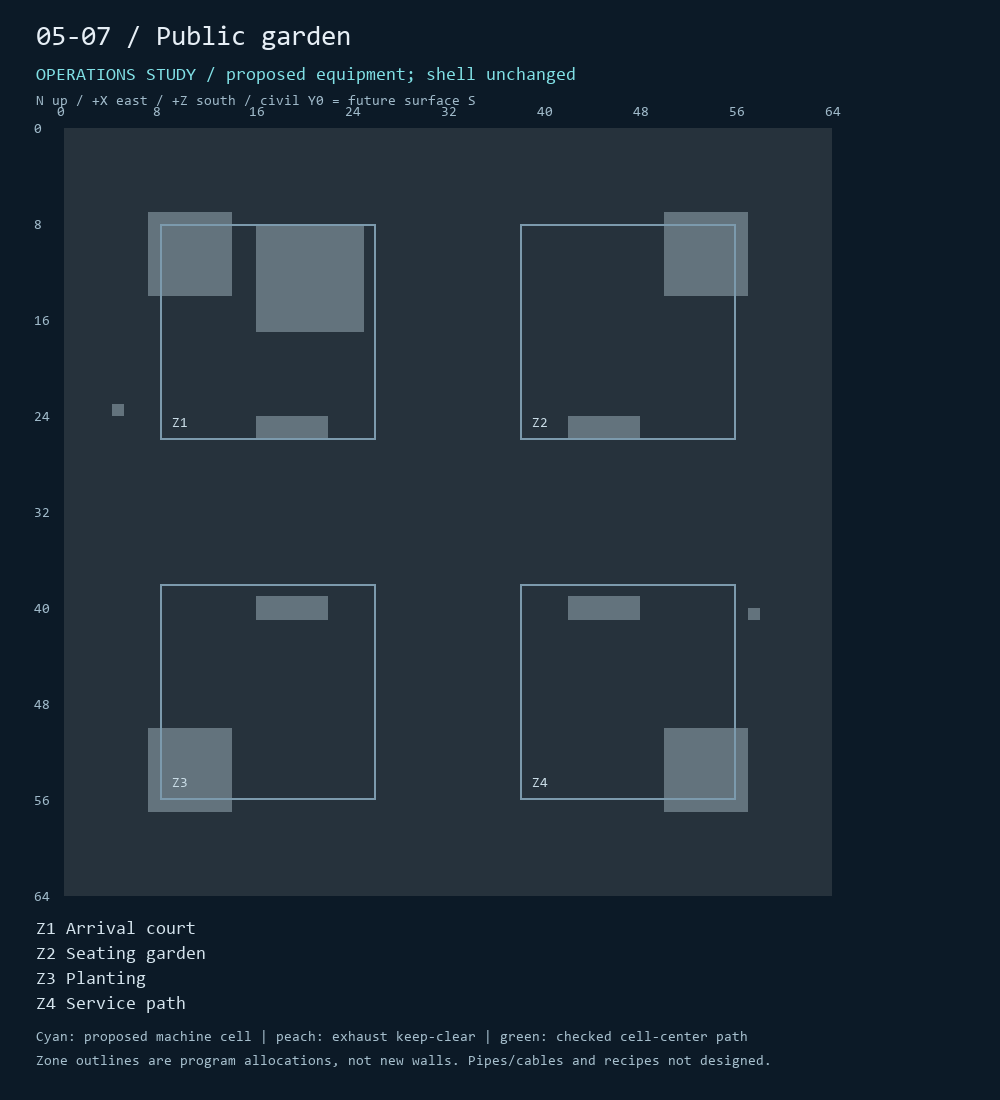 05-07 / Public garden
OPERATIONS STUDY / proposed equipment; shell unchanged
N up / +X east / +Z south / civil Y0 = future surface S
0 8 16 24 32 40 48 56 64
0
8
16
24
Z1 Z2
32
40
48
Z3 Z4
56
64
Z1 Arrival court
Z2 Seating garden
Z3 Planting
Z4 Service path
Cyan: proposed machine cell | peach: exhaust keep-clear | green: checked cell-center path
Zone outlines are program allocations, not new walls. Pipes/cables and recipes not designed.